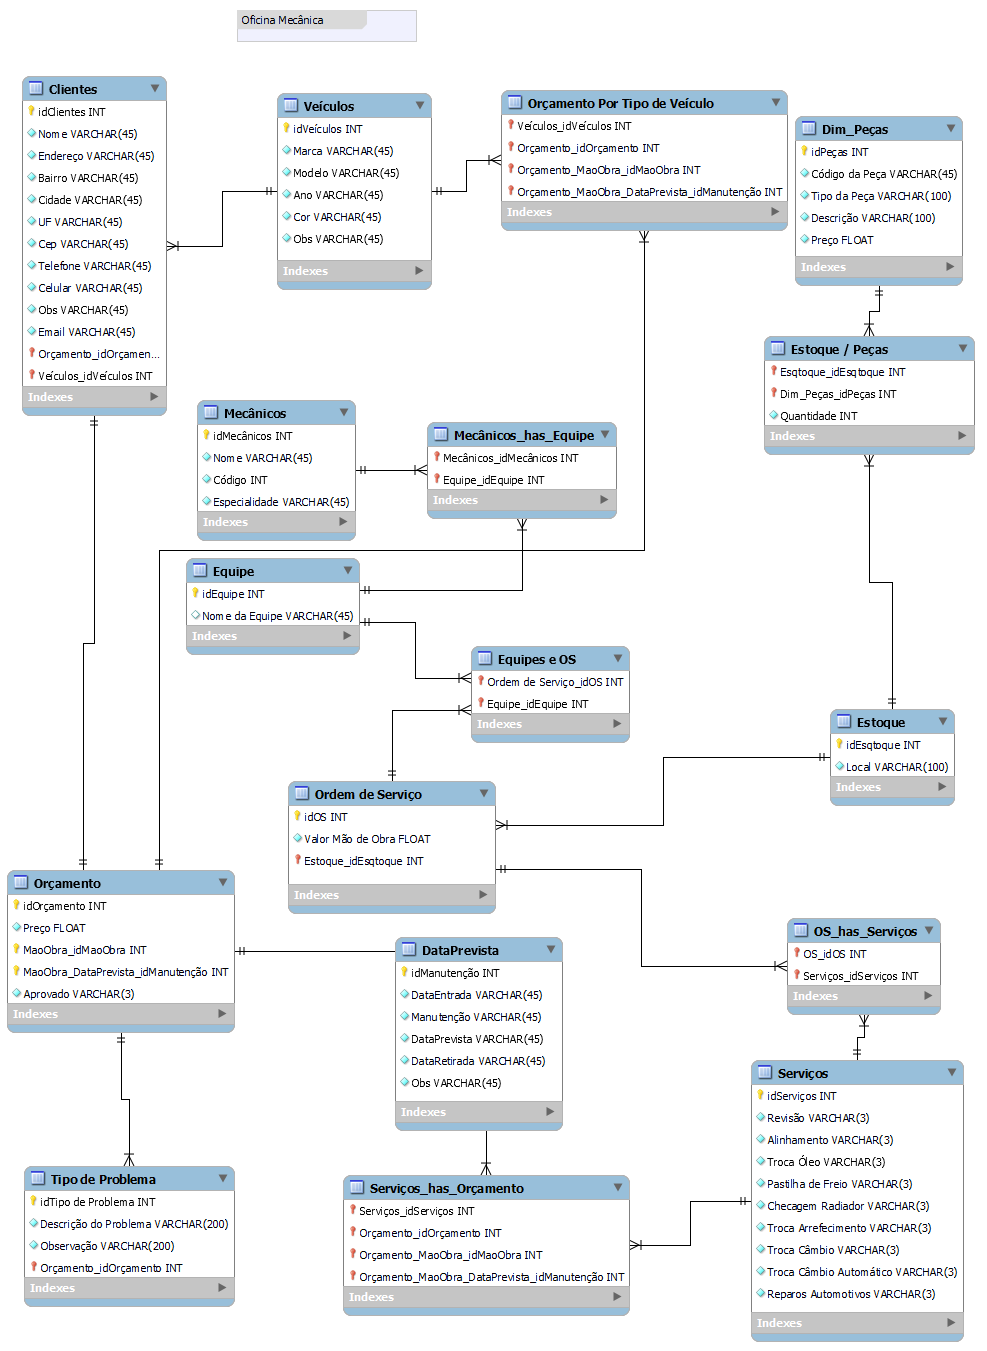 Oficina Mecânica
Clientes
idClientes INT
Nome VARCHAR(45)
Endereço VARCHAR(45)
Bairro VARCHAR(45)
Cidade VARCHAR(45)
UF VARCHAR(45)
Cep VARCHAR(45)
Telefone VARCHAR(45)
Celular VARCHAR(45)
Obs VARCHAR(45)
Email VARCHAR(45)
Orçamento_idOrçamen...
Veículos_idVeículos INT
Indexes
Veículos
idVeículos INT
Marca VARCHAR(45)
Modelo VARCHAR(45)
Ano VARCHAR(45)
Cor VARCHAR(45)
Obs VARCHAR(45)
Indexes
Orçamento Por Tipo de Veículo
Veículos_idVeículos INT
Orçamento_idOrçamento INT
Orçamento_MaoObra_idMaoObra INT
Orçamento_MaoObra_DataPrevista_idManutenção INT
Indexes
Dim_Peças
idPeças INT
Código da Peça VARCHAR(45)
Tipo da Peça VARCHAR(100)
Descrição VARCHAR(100)
Preço FLOAT
Indexes
Estoque / Peças
Esqtoque_idEsqtoque INT
Dim_Peças_idPeças INT
Quantidade INT
Indexes
Mecânicos
idMecânicos INT
Nome VARCHAR(45)
Código INT
Especialidade VARCHAR(45)
Indexes
Mecânicos_has_Equipe
Mecânicos_idMecânicos INT
Equipe_idEquipe INT
Indexes
Equipe
idEquipe INT
Nome da Equipe VARCHAR(45)
Indexes
Equipes e OS
Ordem de Serviço_idOS INT
Equipe_idEquipe INT
Indexes
Estoque
idEsqtoque INT
Local VARCHAR(100)
Indexes
Ordem de Serviço
idOS INT
Valor Mão de Obra FLOAT
Estoque_idEsqtoque INT
Indexes
Orçamento
idOrçamento INT
Preço FLOAT
MaoObra_idMaoObra INT
MaoObra_DataPrevista_idManutenção INT
Aprovado VARCHAR(3)
Indexes
DataPrevista
idManutenção INT
DataEntrada VARCHAR(45)
Manutenção VARCHAR(45)
DataPrevista VARCHAR(45)
DataRetirada VARCHAR(45)
Obs VARCHAR(45)
Indexes
OS_has_Serviços
OS_idOS INT
Serviços_idServiços INT
Indexes
Serviços
idServiços INT
Revisão VARCHAR(3)
Alinhamento VARCHAR(3)
Troca Óleo VARCHAR(3)
Pastilha de Freio VARCHAR(3)
Checagem Radiador VARCHAR(3)
Troca Arrefecimento VARCHAR(3)
Troca Câmbio VARCHAR(3)
Troca Câmbio Automático VARCHAR(3)
Reparos Automotivos VARCHAR(3)
Indexes
Tipo de Problema
idTipo de Problema INT
Descrição do Problema VARCHAR(200)
Observação VARCHAR(200)
Orçamento_idOrçamento INT
Indexes
Serviços_has_Orçamento
Serviços_idServiços INT
Orçamento_idOrçamento INT
Orçamento_MaoObra_idMaoObra INT
Orçamento_MaoObra_DataPrevista_idManutenção INT
Indexes